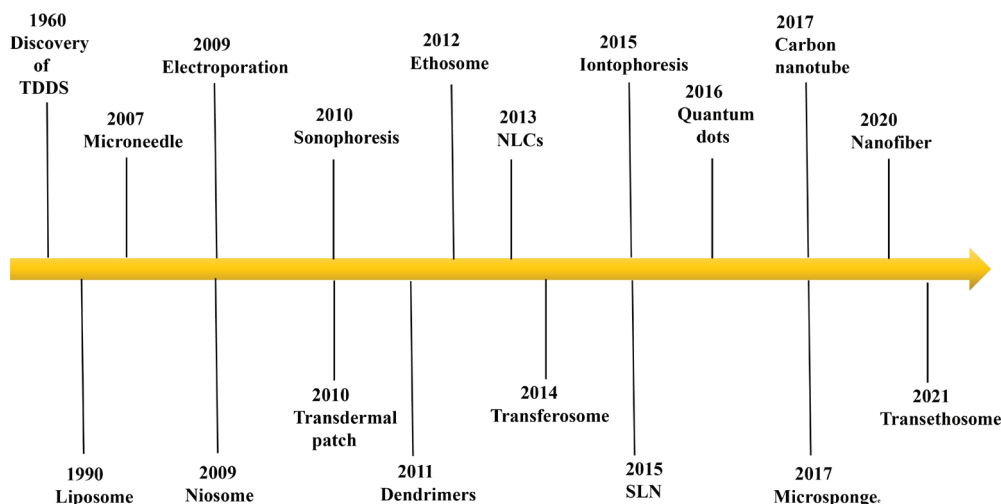 1960
Discovery
of
TDDS
2007
Microneedle
2009
Electroporation
2010
Sonophoresis
2012
Ethosome
2013
NLCs
2015
Iontophoresis
2016
Quantum
dots
2017
Carbon
nanotube
2020
Nanofiber
1990
Liposome
2009
Niosome
2010
Transdermal
patch
2011
Dendrimers
2014
Transferosome
2015
SLN
2017
Microsponge
2021
Transethosome